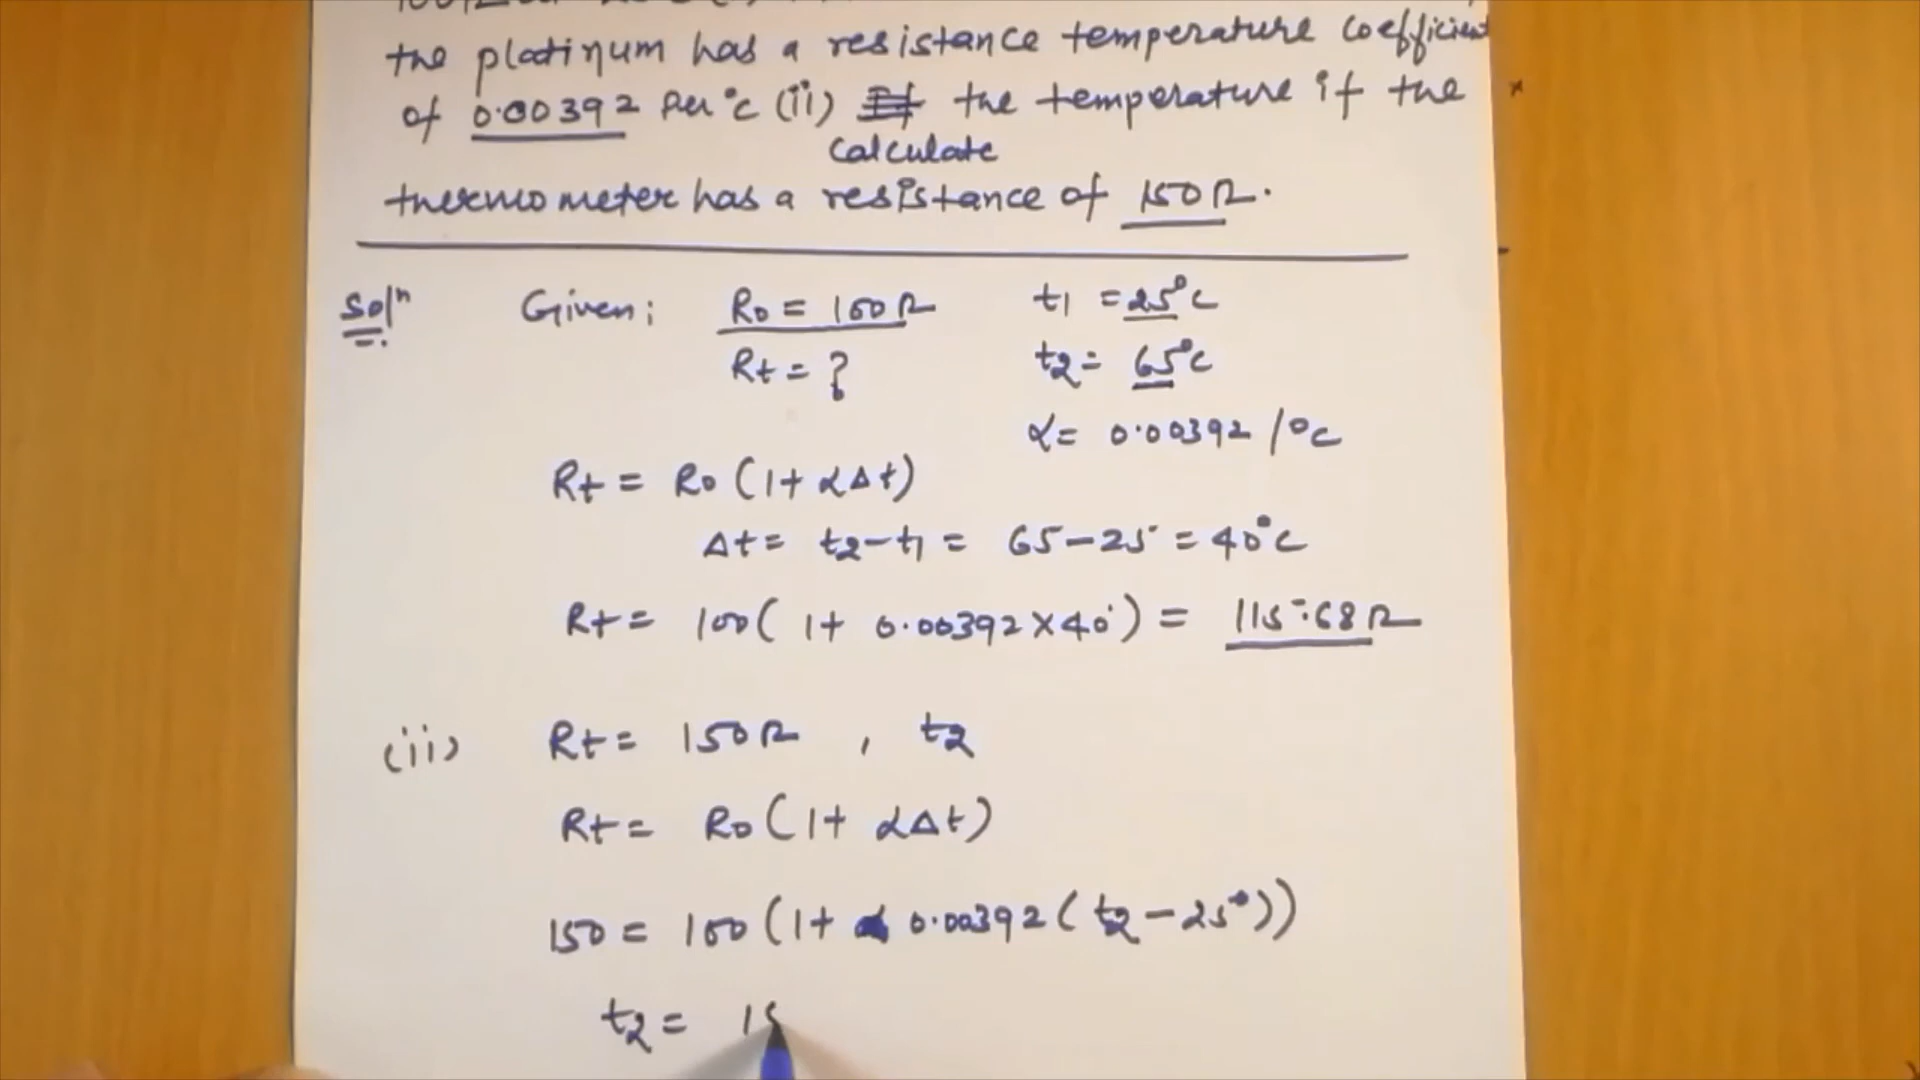 the platinum has a resistance temperature coefficient
of 0.00392 per °C (ii) the temperature if the
calculate
thermometer has a resistance of 150Ω.
Solⁿ Given: R₀ = 100Ω t₁ = 25°C
Rt = ? t₂ = 65°C
α = 0.00392 /°C
Rt = R₀ (1+ αΔt)
Δt = t₂-t₁ = 65-25 = 40°C
Rt = 100( 1+ 0.00392×40 ) = 115.68Ω
(ii) Rt = 150Ω , t₂
Rt = R₀ (1+ αΔt)
150 = 100 (1+ 0.00392 ( t₂ - 25°))
t₂ = 15